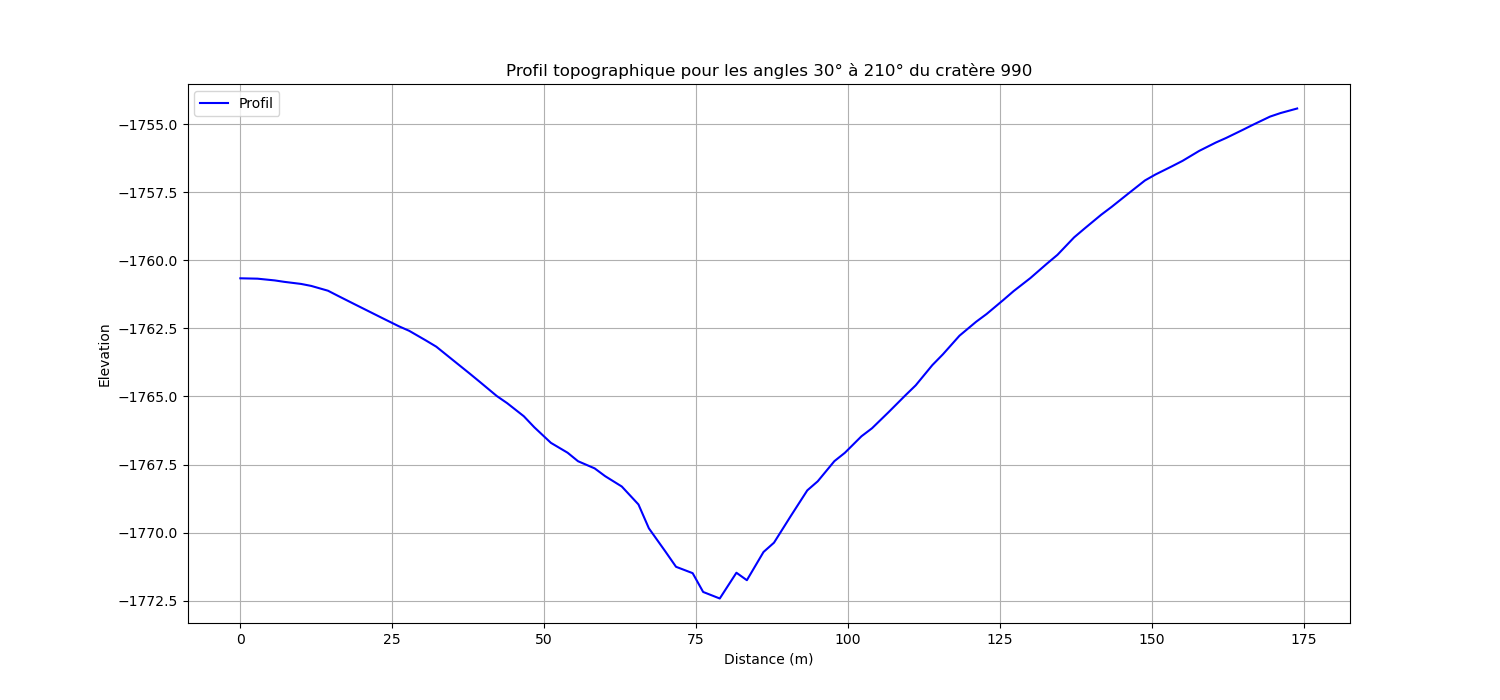 Profil topographique pour les angles 30° à 210° du cratère 990
Profil
−1755.0
−1757.5
−1760.0
−1762.5
−1765.0
−1767.5
−1770.0
−1772.5
Elevation
0 25 50 75 100 125 150 175
Distance (m)